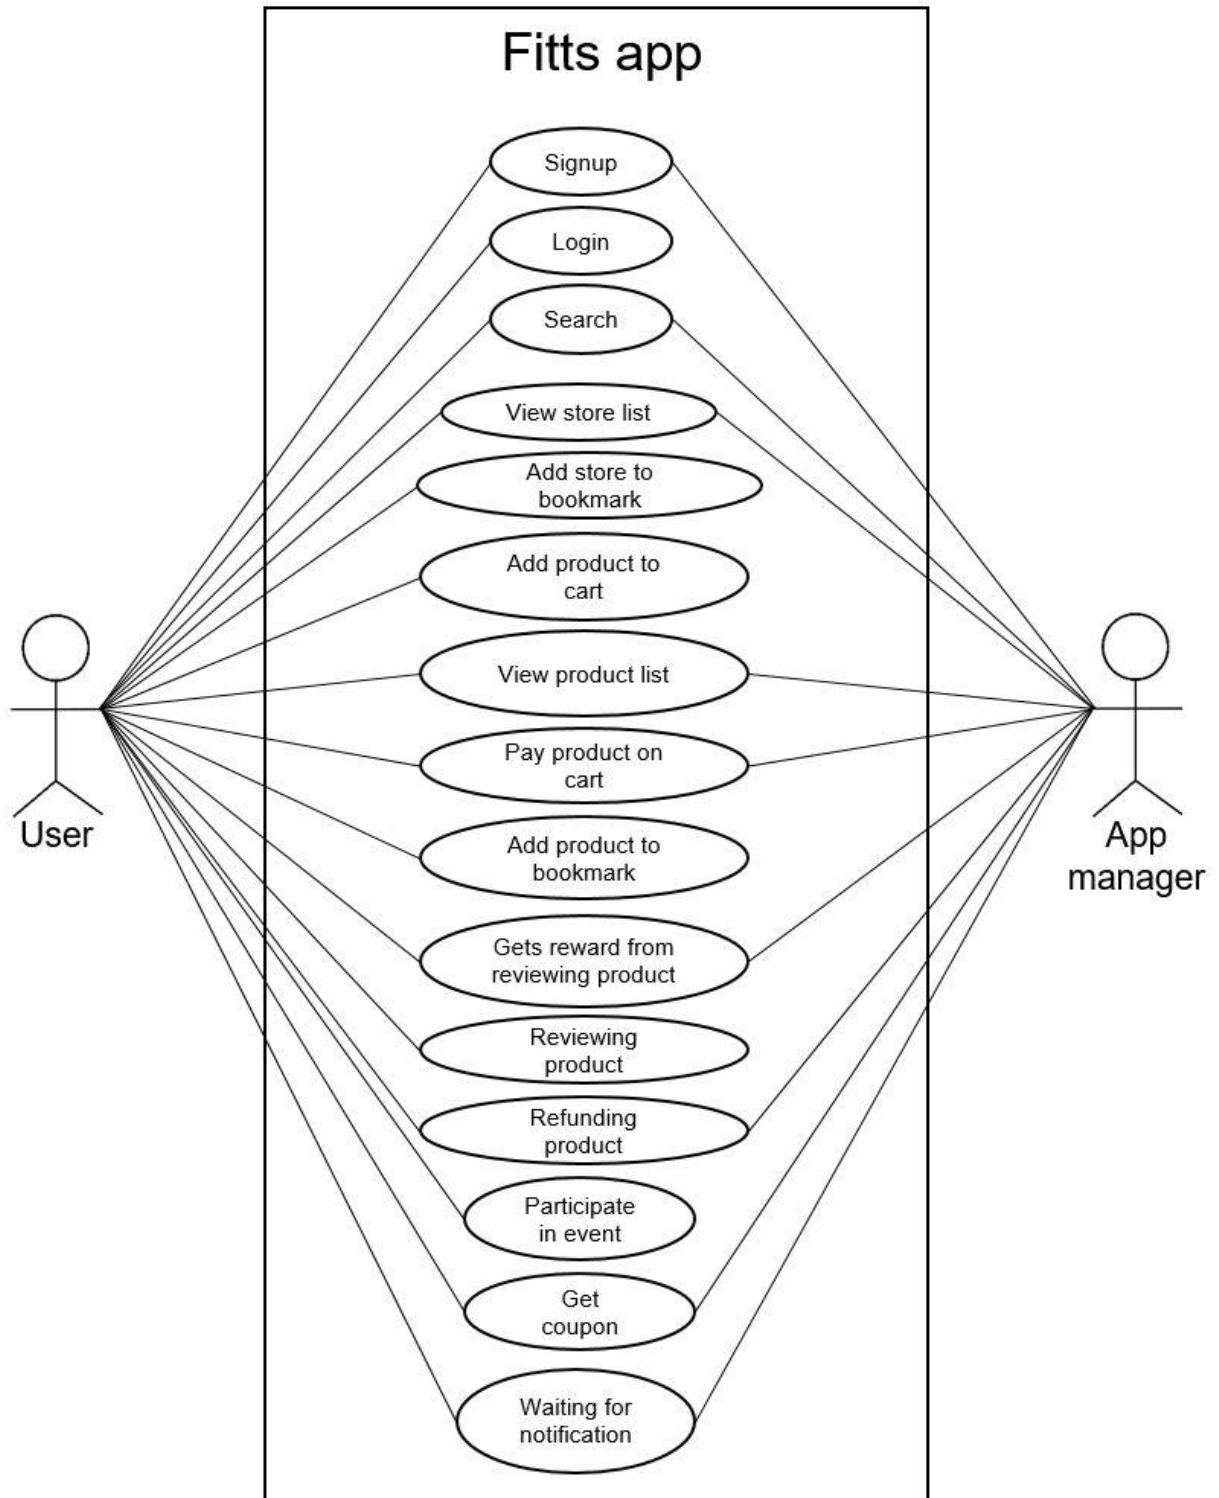 Fitts app
Signup
Login
Search
View store list
Add store to
bookmark
Add product to
cart
View product list
Pay product on
cart
Add product to
bookmark
Gets reward from
reviewing product
Reviewing
product
Refunding
product
Participate
in event
Get
coupon
Waiting for
notification
User
App
manager